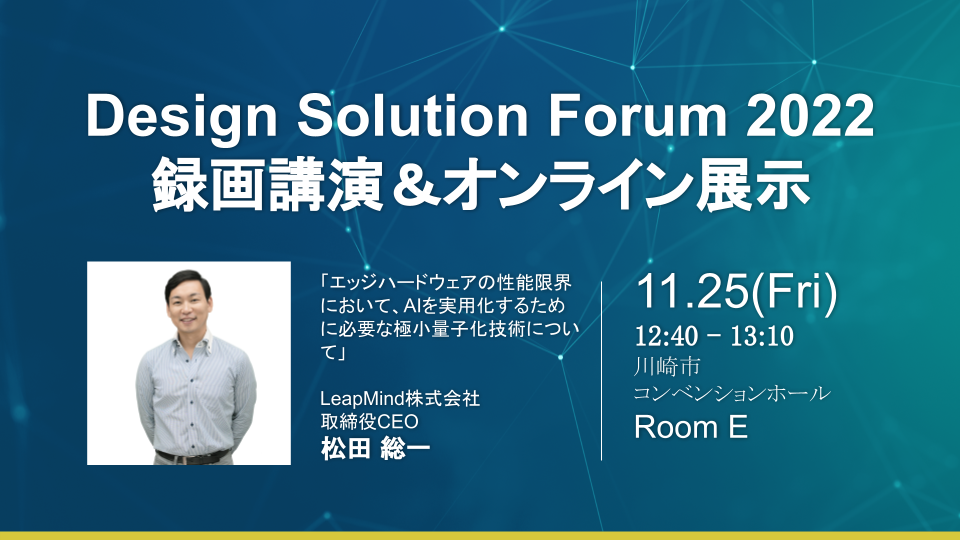 Design Solution Forum 2022
録画講演＆オンライン展示
「エッジハードウェアの性能限界
において、AIを実用化するため
に必要な極小量子化技術につい
て」
LeapMind株式会社
取締役CEO
松田 総一
11.25(Fri)
12:40 − 13:10
川崎市
コンベンションホール
Room E